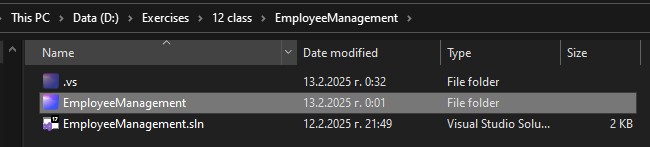 This PC > Data (D:) > Exercises > 12 class > EmployeeManagement >
Name Date modified Type Size
.vs 13.2.2025 г. 0:32 File folder
EmployeeManagement 13.2.2025 г. 0:01 File folder
EmployeeManagement.sln 12.2.2025 г. 21:49 Visual Studio Solu... 2 KB